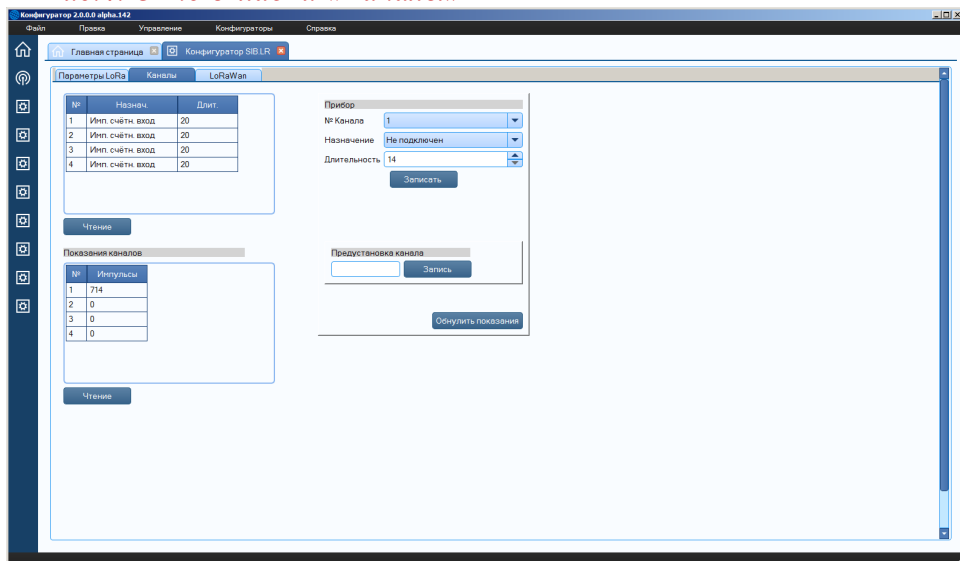 Конфигуратор 2.0.0.0 alpha.142
Файл Правка Управление Конфигураторы Справка
Главная страница Конфигуратор SIB.LR
Параметры LoRa Каналы LoRaWan
№ Назнач. Длит.
1 Имп. счётн. вход 20
2 Имп. счётн. вход 20
3 Имп. счётн. вход 20
4 Имп. счётн. вход 20
Чтение
Прибор
№ Канала 1
Назначение Не подключен
Длительность 14
Записать
Показания каналов
№ Импульсы
1 714
2 0
3 0
4 0
Чтение
Предустановка канала
Запись
Обнулить показания